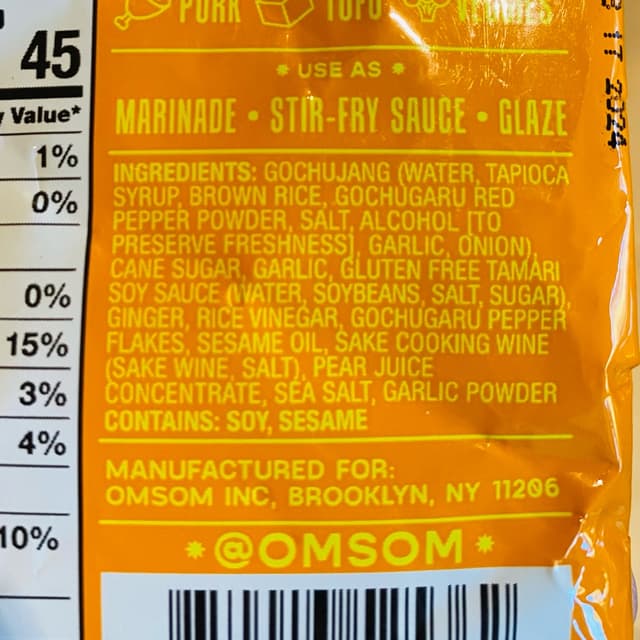 PORK TOFU
45
* USE AS *
y Value*
MARINADE • STIR-FRY SAUCE • GLAZE
1%
0%
0%
15%
3%
4%
10%
INGREDIENTS: GOCHUJANG (WATER, TAPIOCA
SYRUP, BROWN RICE, GOCHUGARU RED
PEPPER POWDER, SALT, ALCOHOL [TO
PRESERVE FRESHNESS], GARLIC, ONION),
CANE SUGAR, GARLIC, GLUTEN FREE TAMARI
SOY SAUCE (WATER, SOYBEANS, SALT, SUGAR),
GINGER, RICE VINEGAR, GOCHUGARU PEPPER
FLAKES, SESAME OIL, SAKE COOKING WINE
(SAKE WINE, SALT), PEAR JUICE
CONCENTRATE, SEA SALT, GARLIC POWDER
CONTAINS: SOY, SESAME
MANUFACTURED FOR:
OMSOM INC, BROOKLYN, NY 11206
* @OMSOM *
17 2024